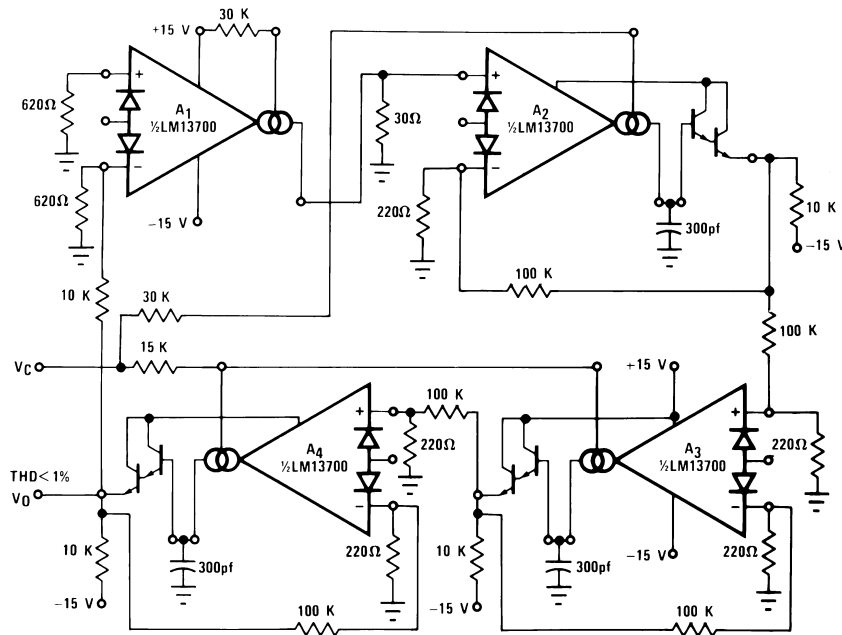 30 K
+15 V
620Ω
+
A1
½LM13700
−
620Ω
−15 V
30Ω
+
A2
½LM13700
−
220Ω
300pf
10 K
−15 V
10 K
30 K
100 K
100 K
VC
15 K
+15 V
100 K
+
A4
½LM13700
−
220Ω
+
A3
½LM13700
−
220Ω
THD< 1%
VO
10 K
300pf
220Ω
10 K
300pf
−15 V
220Ω
−15 V
100 K
−15 V
100 K